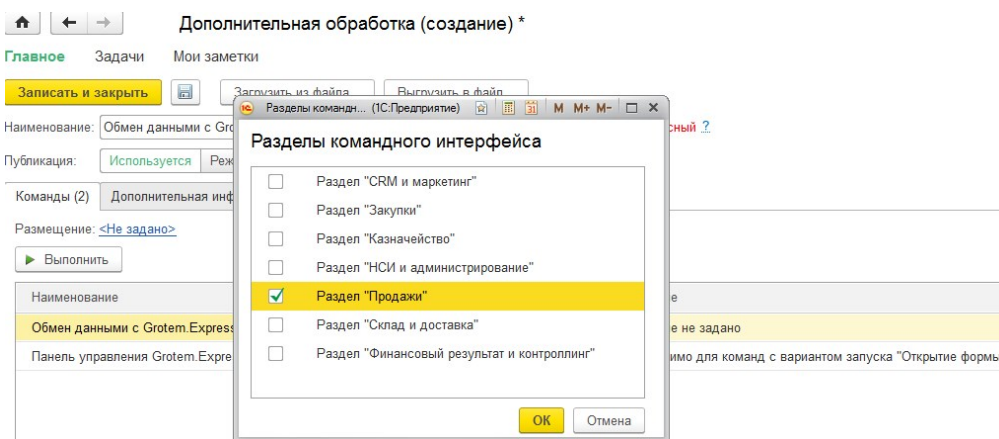 Дополнительная обработка (создание) *
Главное Задачи Мои заметки
Записать и закрыть Загрузить из файла... Выгрузить в файл...
Разделы командн... (1С:Предприятие) 31 M M+ M-
Наименование: Обмен данными с Gro ?
Разделы командного интерфейса
Публикация: Используется Реж
Раздел "CRM и маркетинг"
Команды (2) Дополнительная инф
Раздел "Закупки"
Размещение: <Не задано>
Раздел "Казначейство"
Выполнить
Раздел "НСИ и администрирование"
Наименование
Раздел "Продажи"
Обмен данными с Grotem.Express е не задано
Раздел "Склад и доставка"
Панель управления Grotem.Expre имо для команд с вариантом запуска "Открытие формы
Раздел "Финансовый результат и контроллинг"
ОК Отмена